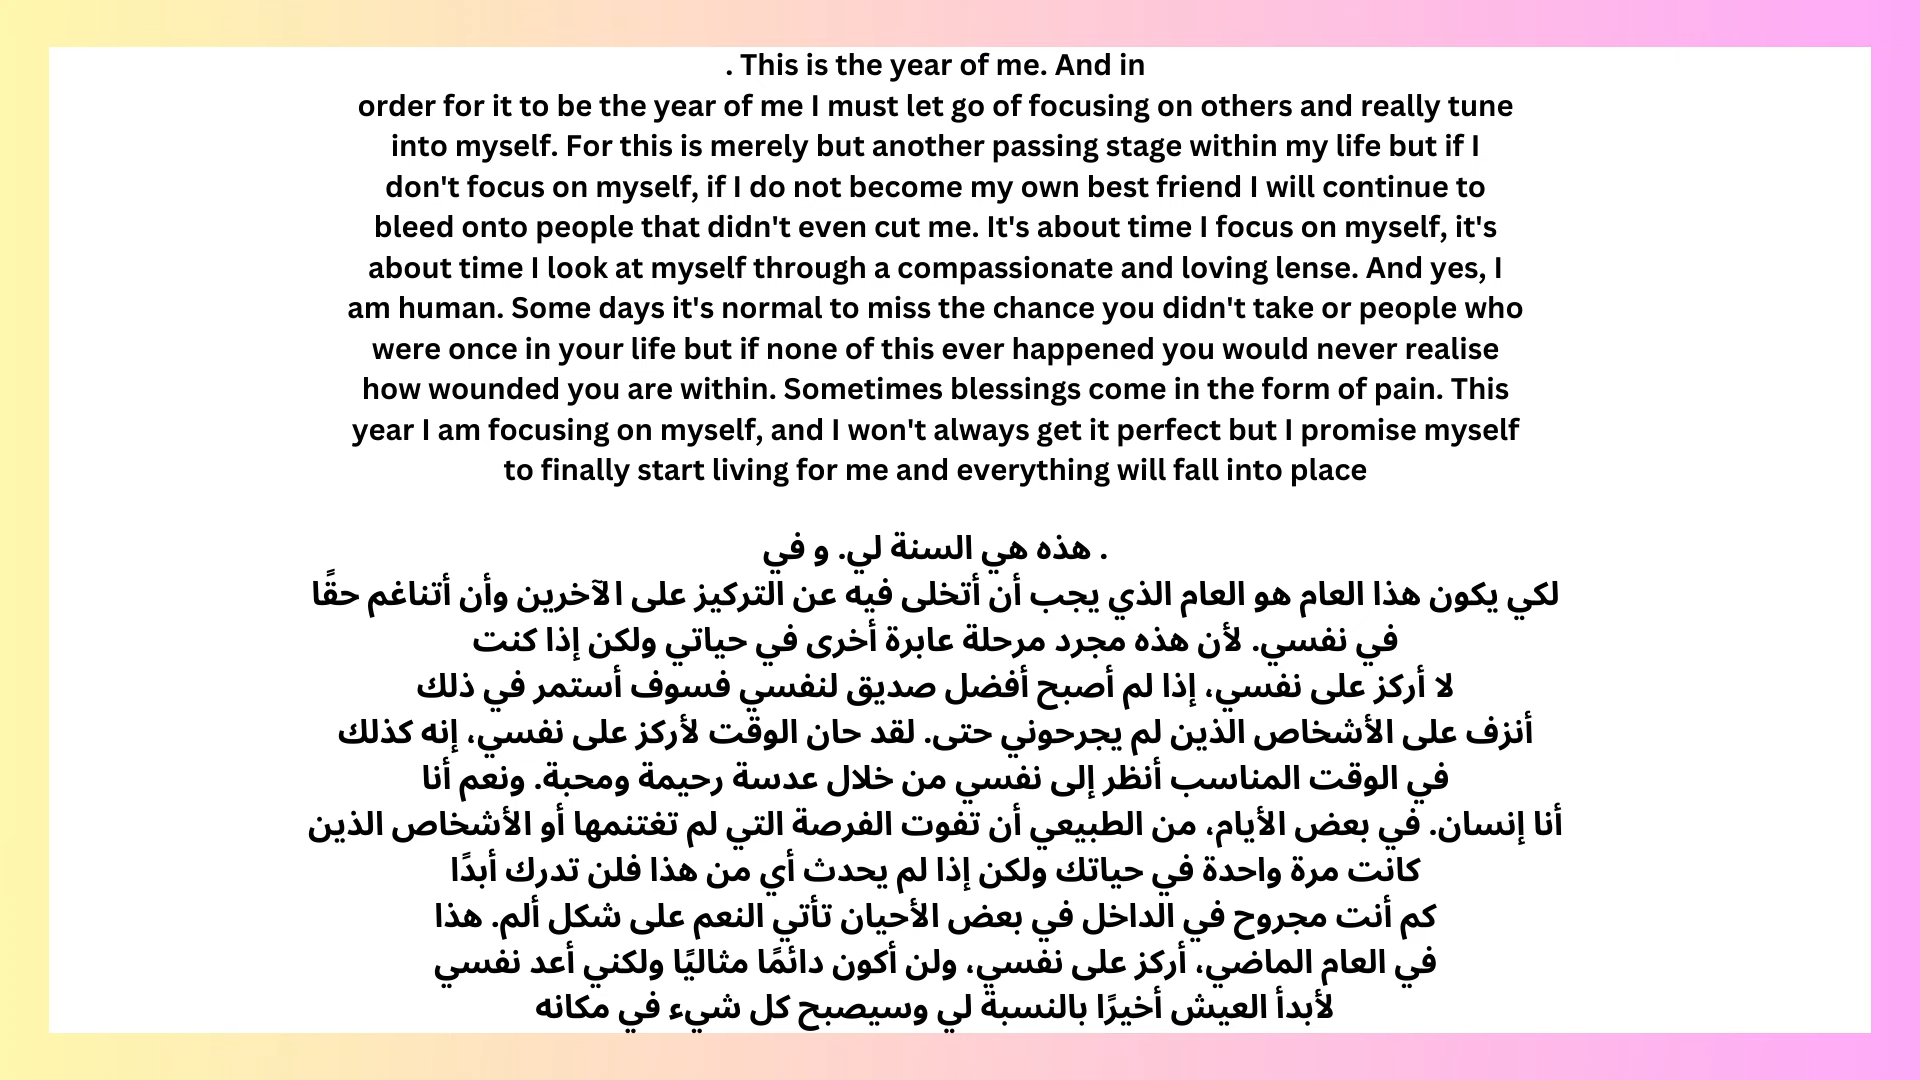 . This is the year of me. And in
order for it to be the year of me I must let go of focusing on others and really tune
into myself. For this is merely but another passing stage within my life but if I
don't focus on myself, if I do not become my own best friend I will continue to
bleed onto people that didn't even cut me. It's about time I focus on myself, it's
about time I look at myself through a compassionate and loving lense. And yes, I
am human. Some days it's normal to miss the chance you didn't take or people who
were once in your life but if none of this ever happened you would never realise
how wounded you are within. Sometimes blessings come in the form of pain. This
year I am focusing on myself, and I won't always get it perfect but I promise myself
to finally start living for me and everything will fall into place
. هذه هي السنة لي. و في
لكي يكون هذا العام هو العام الذي يجب أن أتخلى فيه عن التركيز على الآخرين وأن أتناغم حقًا
في نفسي. لأن هذه مجرد مرحلة عابرة أخرى في حياتي ولكن إذا كنت
لا أركز على نفسي، إذا لم أصبح أفضل صديق لنفسي فسوف أستمر في ذلك
أنزف على الأشخاص الذين لم يجرحوني حتى. لقد حان الوقت لأركز على نفسي، إنه كذلك
في الوقت المناسب أنظر إلى نفسي من خلال عدسة رحيمة ومحبة. ونعم أنا
أنا إنسان. في بعض الأيام، من الطبيعي أن تفوت الفرصة التي لم تغتنمها أو الأشخاص الذين
كانت مرة واحدة في حياتك ولكن إذا لم يحدث أي من هذا فلن تدرك أبدًا
كم أنت مجروح في الداخل في بعض الأحيان تأتي النعم على شكل ألم. هذا
في العام الماضي، أركز على نفسي، ولن أكون دائمًا مثاليًا ولكني أعد نفسي
لأبدأ العيش أخيرًا بالنسبة لي وسيصبح كل شيء في مكانه